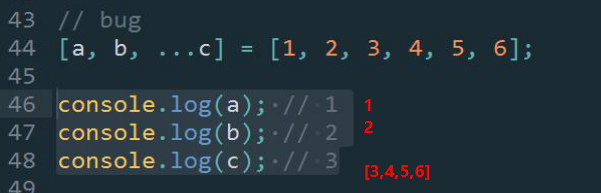 43 // bug
44 [a, b, ...c] = [1, 2, 3, 4, 5, 6];
45
46 console.log(a); // 1 1
47 console.log(b); // 2 2
48 console.log(c); // 3 [3,4,5,6]
49